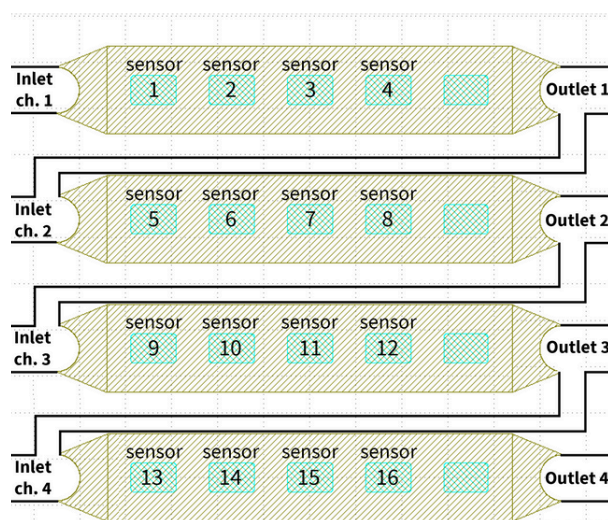 sensor sensor sensor sensor
Inlet
ch. 1
1 2 3 4
Outlet 1
sensor sensor sensor sensor
Inlet
ch. 2
5 6 7 8
Outlet 2
sensor sensor sensor sensor
Inlet
ch. 3
9 10 11 12
Outlet 3
sensor sensor sensor sensor
Inlet
ch. 4
13 14 15 16
Outlet 4